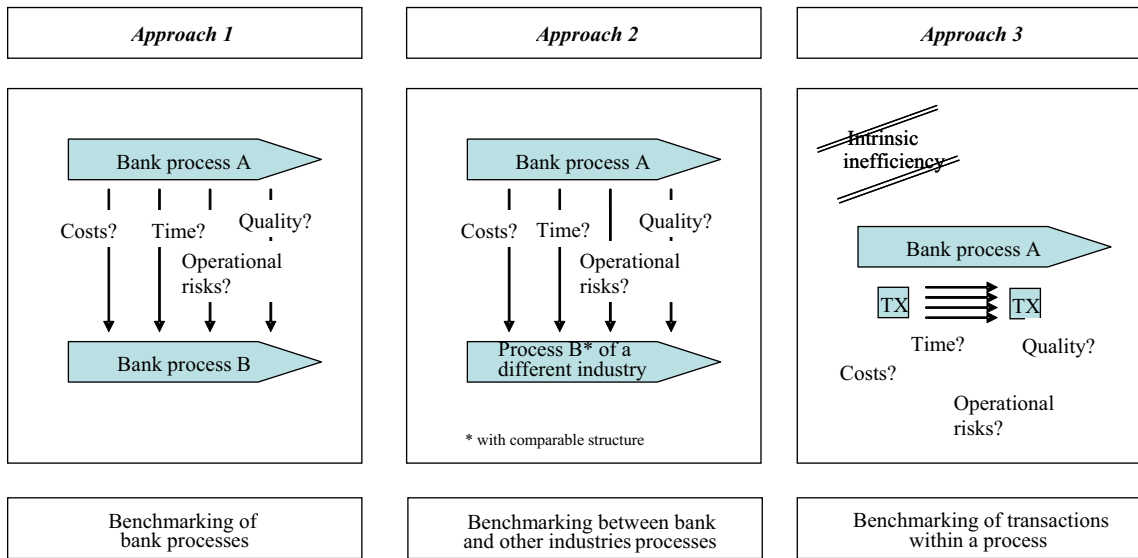 Approach 1
Bank process A
Costs?
Time?
Quality?
Operational
risks?
Bank process B
Benchmarking of
bank processes
Approach 2
Bank process A
Costs?
Time?
Quality?
Operational
risks?
Process B* of a
different industry
* with comparable structure
Benchmarking between bank
and other industries processes
Approach 3
Intrinsic
inefficiency
Bank process A
TX
TX
Time?
Quality?
Costs?
Operational
risks?
Benchmarking of transactions
within a process